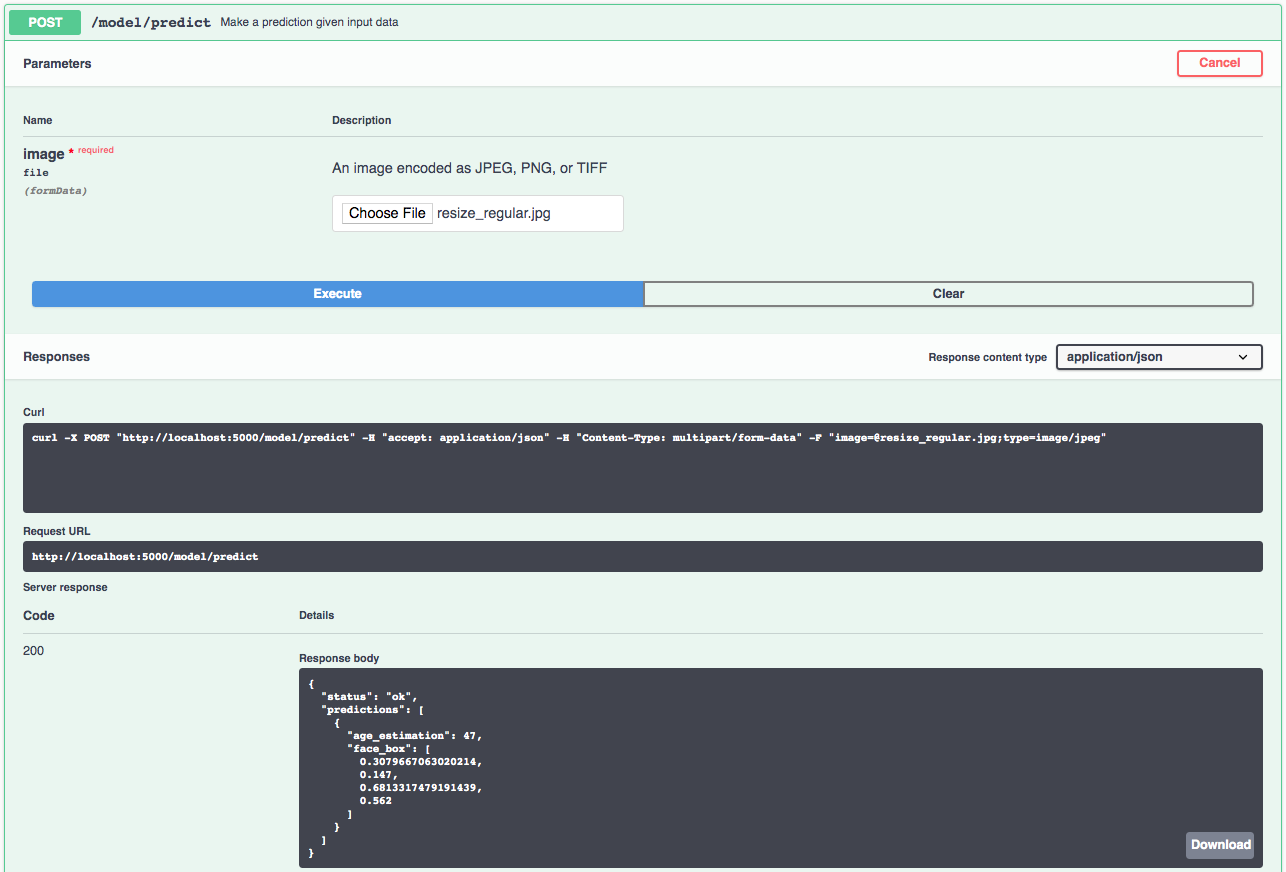 POST /model/predict Make a prediction given input data
Parameters Cancel
Name Description
image * required
file
(formData)
An image encoded as JPEG, PNG, or TIFF
Choose File resize_regular.jpg
Execute Clear
Responses Response content type application/json
Curl
curl -X POST "http://localhost:5000/model/predict" -H "accept: application/json" -H "Content-Type: multipart/form-data" -F "image=@resize_regular.jpg;type=image/jpeg"
Request URL
http://localhost:5000/model/predict
Server response
Code Details
200
Response body
{
  "status": "ok",
  "predictions": [
    {
      "age_estimation": 47,
      "face_box": [
        0.3079667063020214,
        0.147,
        0.6813317479191439,
        0.562
      ]
    }
  ]
}
Download